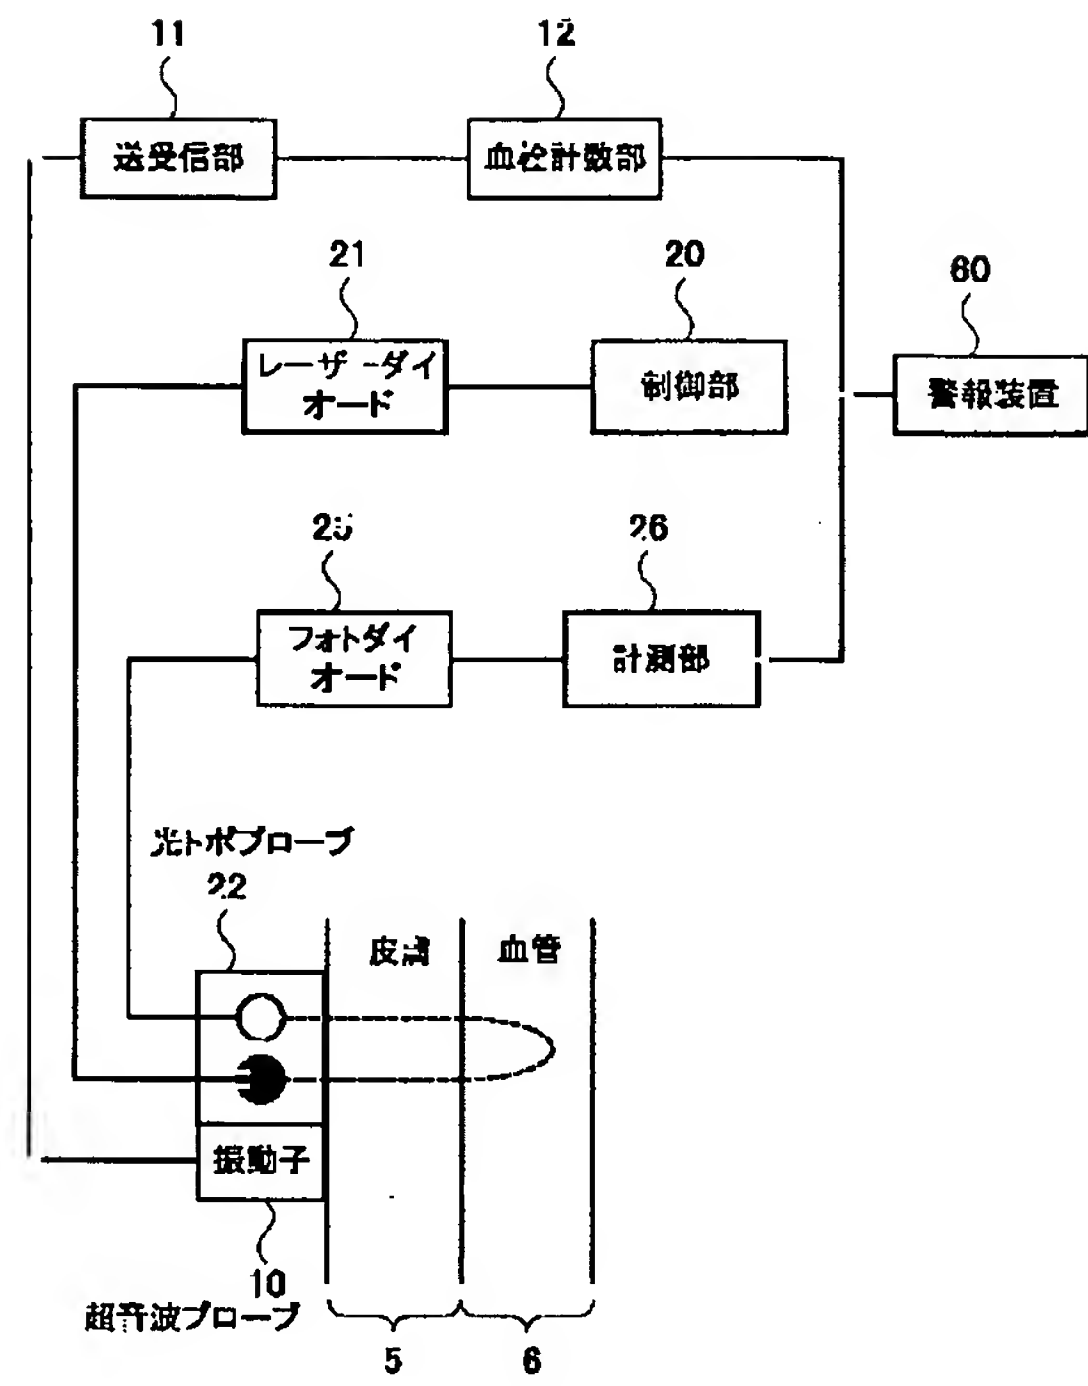 11
12
送受信部
血栓計数部
21
20
60
レーザーダイ
オード
制御部
警報装置
25
26
フォトダイ
オード
計測部
光トポプローブ
22
皮膚
血管
振動子
10
超音波プローブ
5
6